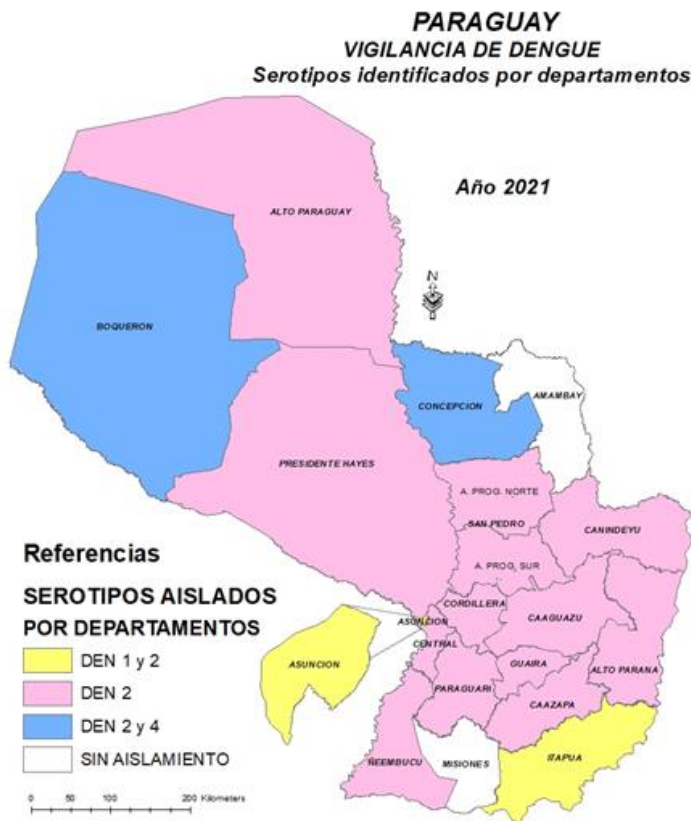 PARAGUAY
VIGILANCIA DE DENGUE
Serotipos identificados por departamentos
Año 2021
ALTO PARAGUAY
N
BOQUERON
CONCEPCION
AMAMBAY
PRESIDENTE HAYES
A. PROG. NORTE
SAN PEDRO
CANINDEYU
A. PROG. SUR
CORDILLERA
ASUNCION
CAAGUAZU
CENTRAL
ASUNCION
GUAIRA
ALTO PARANA
PARAGUARI
CAAZAPA
ITAPUA
ÑEEMBUCU
MISIONES
Referencias
SEROTIPOS AISLADOS
POR DEPARTAMENTOS
DEN 1 y 2
DEN 2
DEN 2 y 4
SIN AISLAMIENTO
0 50 100 200 Kilometers